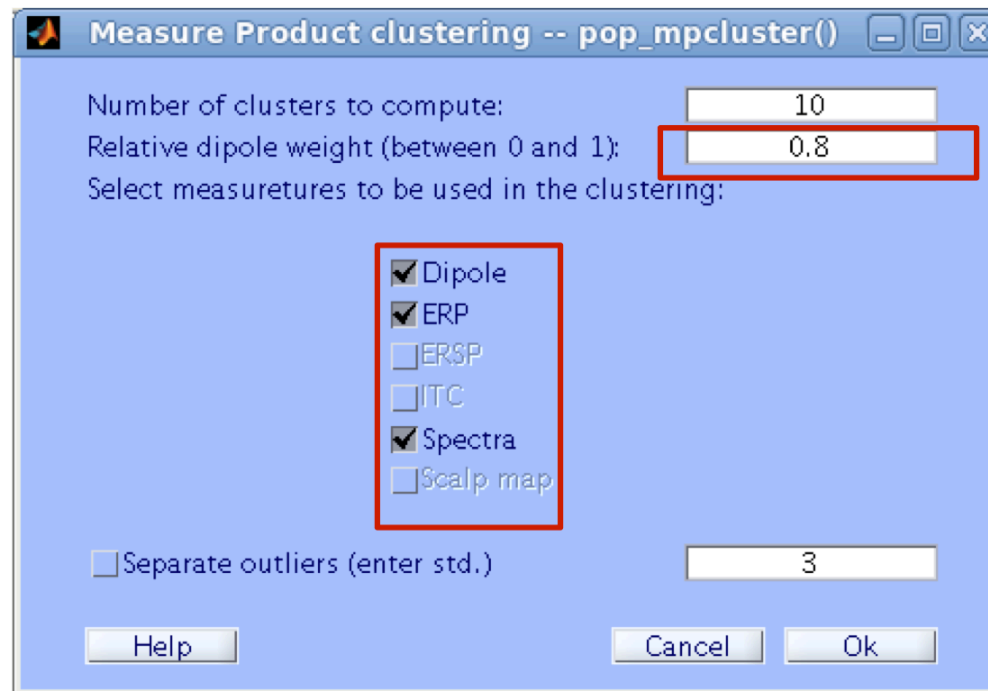 Measure Product clustering -- pop_mpcluster()
Number of clusters to compute: 10
Relative dipole weight (between 0 and 1): 0.8
Select measuretures to be used in the clustering:
Dipole
ERP
ERSP
ITC
Spectra
Scalp map
Separate outliers (enter std.) 3
Help Cancel Ok